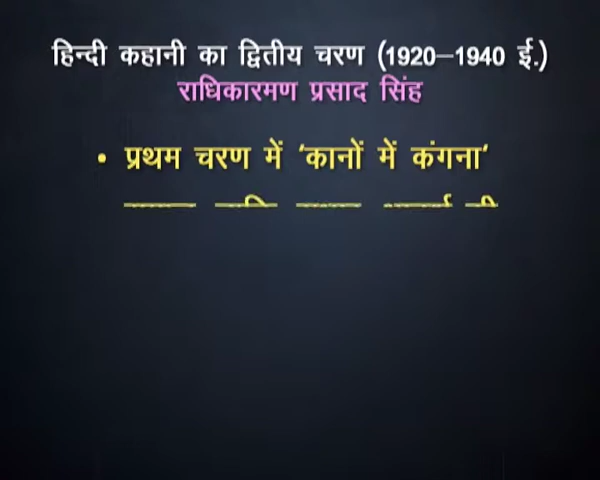 हिन्दी कहानी का द्वितीय चरण (1920–1940 ई.)
राधिकारमण प्रसाद सिंह
• प्रथम चरण में ‘कानों में कंगना’